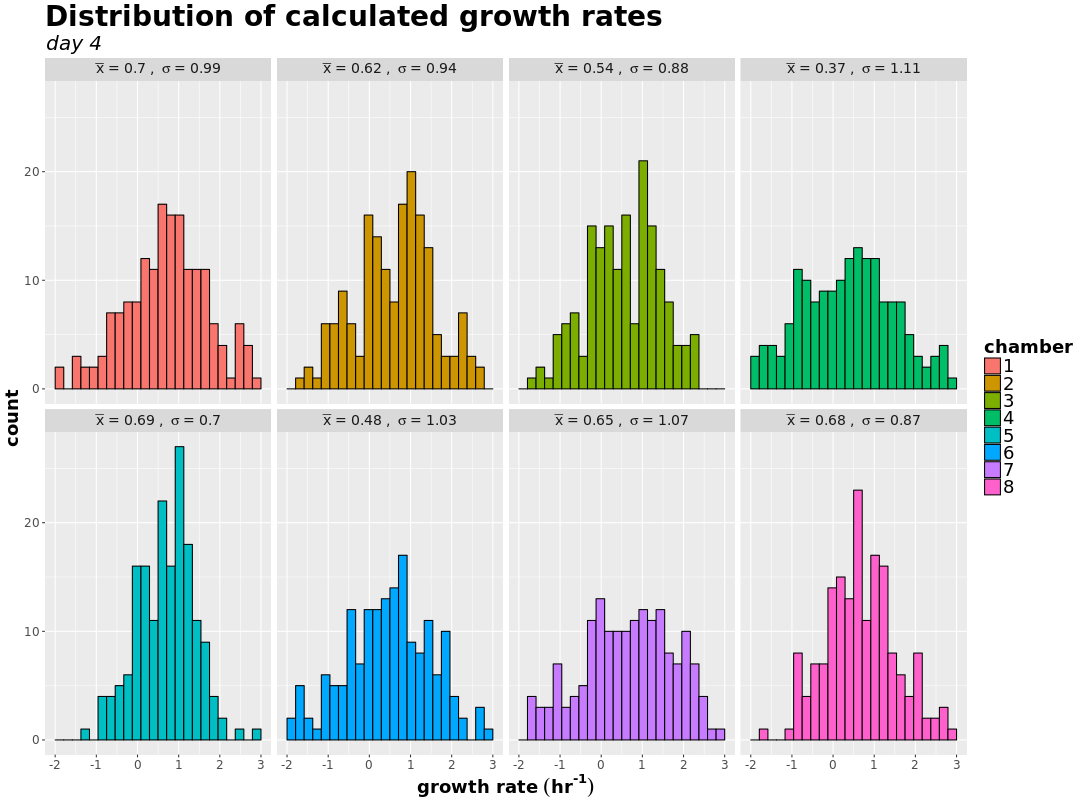 Distribution of calculated growth rates
day 4
x̅ = 0.7 , σ = 0.99
x̅ = 0.62 , σ = 0.94
x̅ = 0.54 , σ = 0.88
x̅ = 0.37 , σ = 1.11
20
10
0
x̅ = 0.69 , σ = 0.7
x̅ = 0.48 , σ = 1.03
x̅ = 0.65 , σ = 1.07
x̅ = 0.68 , σ = 0.87
20
10
0
-2 -1 0 1 2 3
-2 -1 0 1 2 3
-2 -1 0 1 2 3
-2 -1 0 1 2 3
count
growth rate (hr⁻¹)
chamber
1
2
3
4
5
6
7
8